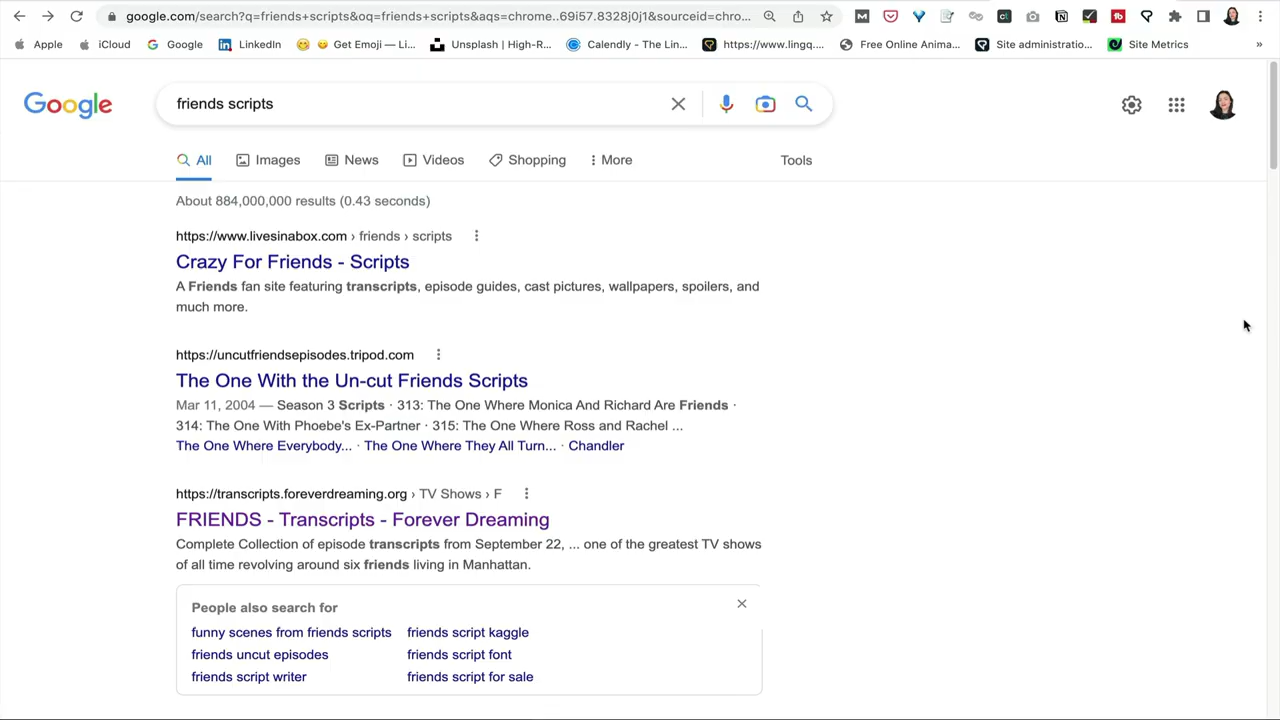 google.com/search?q=friends+scripts&oq=friends+scripts&aqs=chrome..69i57.8328j0j1&sourceid=chro...
Apple iCloud Google LinkedIn Get Emoji — Li... Unsplash | High-R... Calendly - The Lin... https://www.lingq.... Free Online Anima... Site administratio... Site Metrics »
Google friends scripts
All Images News Videos Shopping More Tools
About 884,000,000 results (0.43 seconds)
https://www.livesinabox.com › friends › scripts
Crazy For Friends - Scripts
A Friends fan site featuring transcripts, episode guides, cast pictures, wallpapers, spoilers, and
much more.
https://uncutfriendsepisodes.tripod.com
The One With the Un-cut Friends Scripts
Mar 11, 2004 — Season 3 Scripts · 313: The One Where Monica And Richard Are Friends ·
314: The One With Phoebe's Ex-Partner · 315: The One Where Ross and Rachel ...
The One Where Everybody... · The One Where They All Turn... · Chandler
https://transcripts.foreverdreaming.org › TV Shows › F
FRIENDS - Transcripts - Forever Dreaming
Complete Collection of episode transcripts from September 22, ... one of the greatest TV shows
of all time revolving around six friends living in Manhattan.
People also search for
funny scenes from friends scripts friends script kaggle
friends uncut episodes friends script font
friends script writer friends script for sale